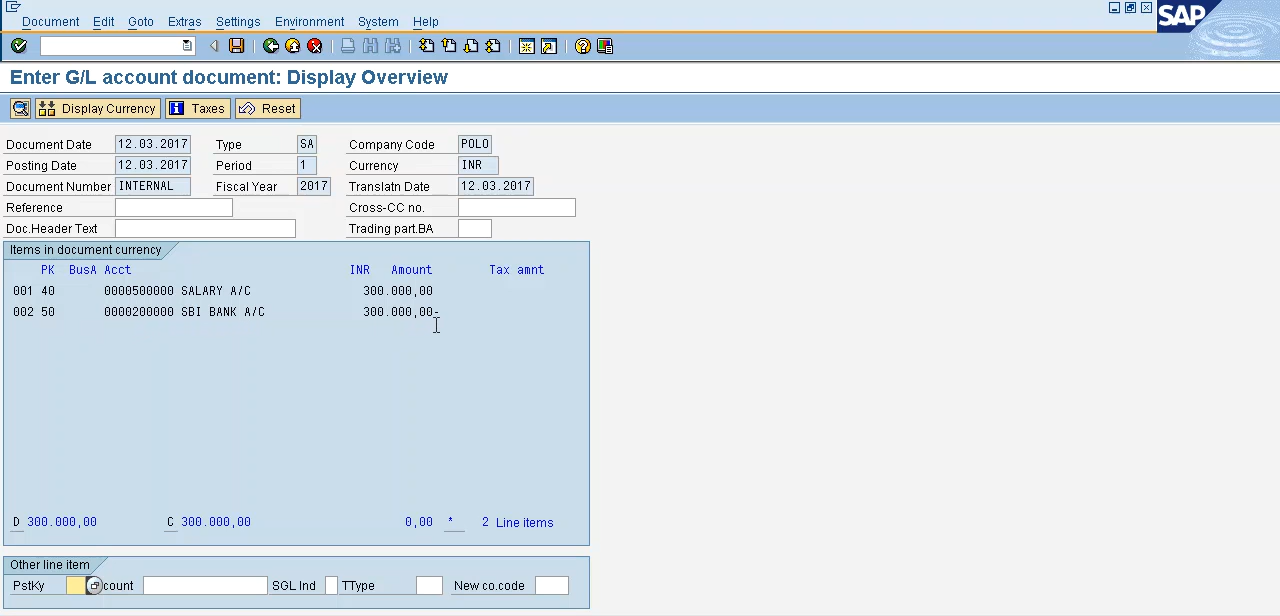 Document Edit Goto Extras Settings Environment System Help
SAP
Enter G/L account document: Display Overview
Display Currency Taxes Reset
Document Date 12.03.2017 Type SA Company Code POLO
Posting Date 12.03.2017 Period 1 Currency INR
Document Number INTERNAL Fiscal Year 2017 Translatn Date 12.03.2017
Reference Cross-CC no.
Doc.Header Text Trading part.BA
Items in document currency
PK BusA Acct INR Amount Tax amnt
001 40 0000500000 SALARY A/C 300.000,00
002 50 0000200000 SBI BANK A/C 300.000,00-
D 300.000,00 C 300.000,00 0,00 * 2 Line items
Other line item
PstKy count SGL Ind TType New co.code